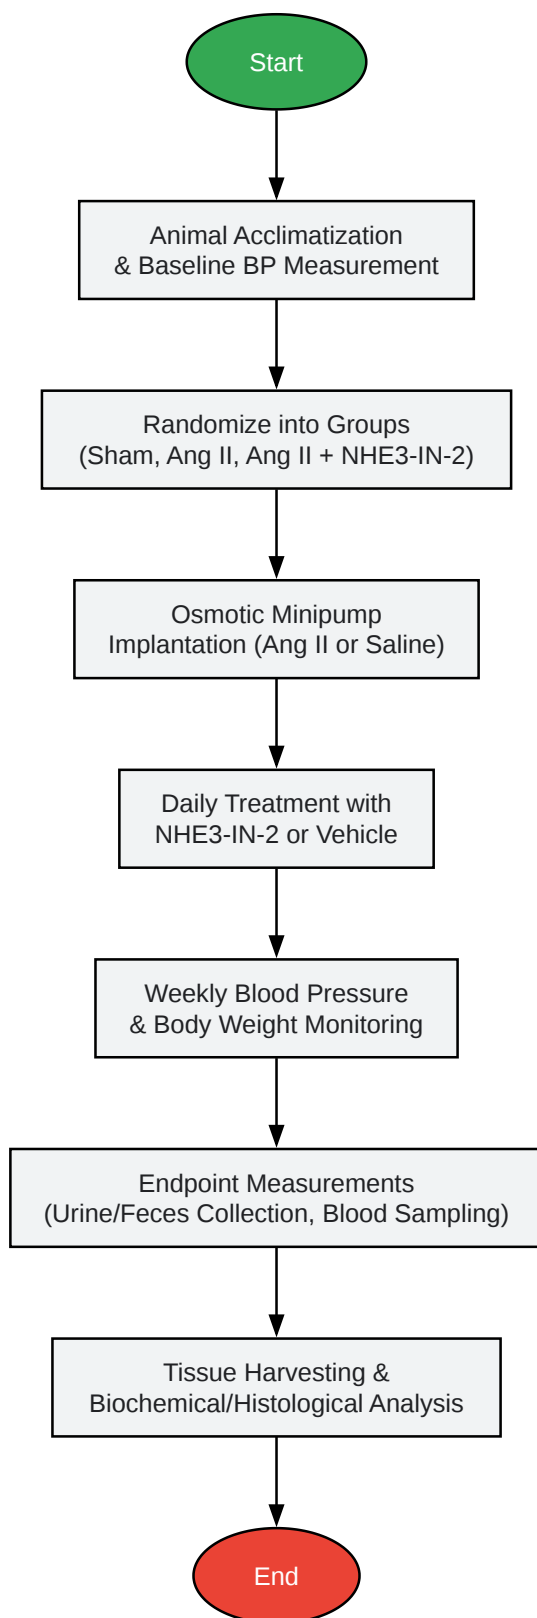 Start
Animal Acclimatization
& Baseline BP Measurement
Randomize into Groups
(Sham, Ang II, Ang II + NHE3-IN-2)
Osmotic Minipump
Implantation (Ang II or Saline)
Daily Treatment with
NHE3-IN-2 or Vehicle
Weekly Blood Pressure
& Body Weight Monitoring
Endpoint Measurements
(Urine/Feces Collection, Blood Sampling)
Tissue Harvesting &
Biochemical/Histological Analysis
End